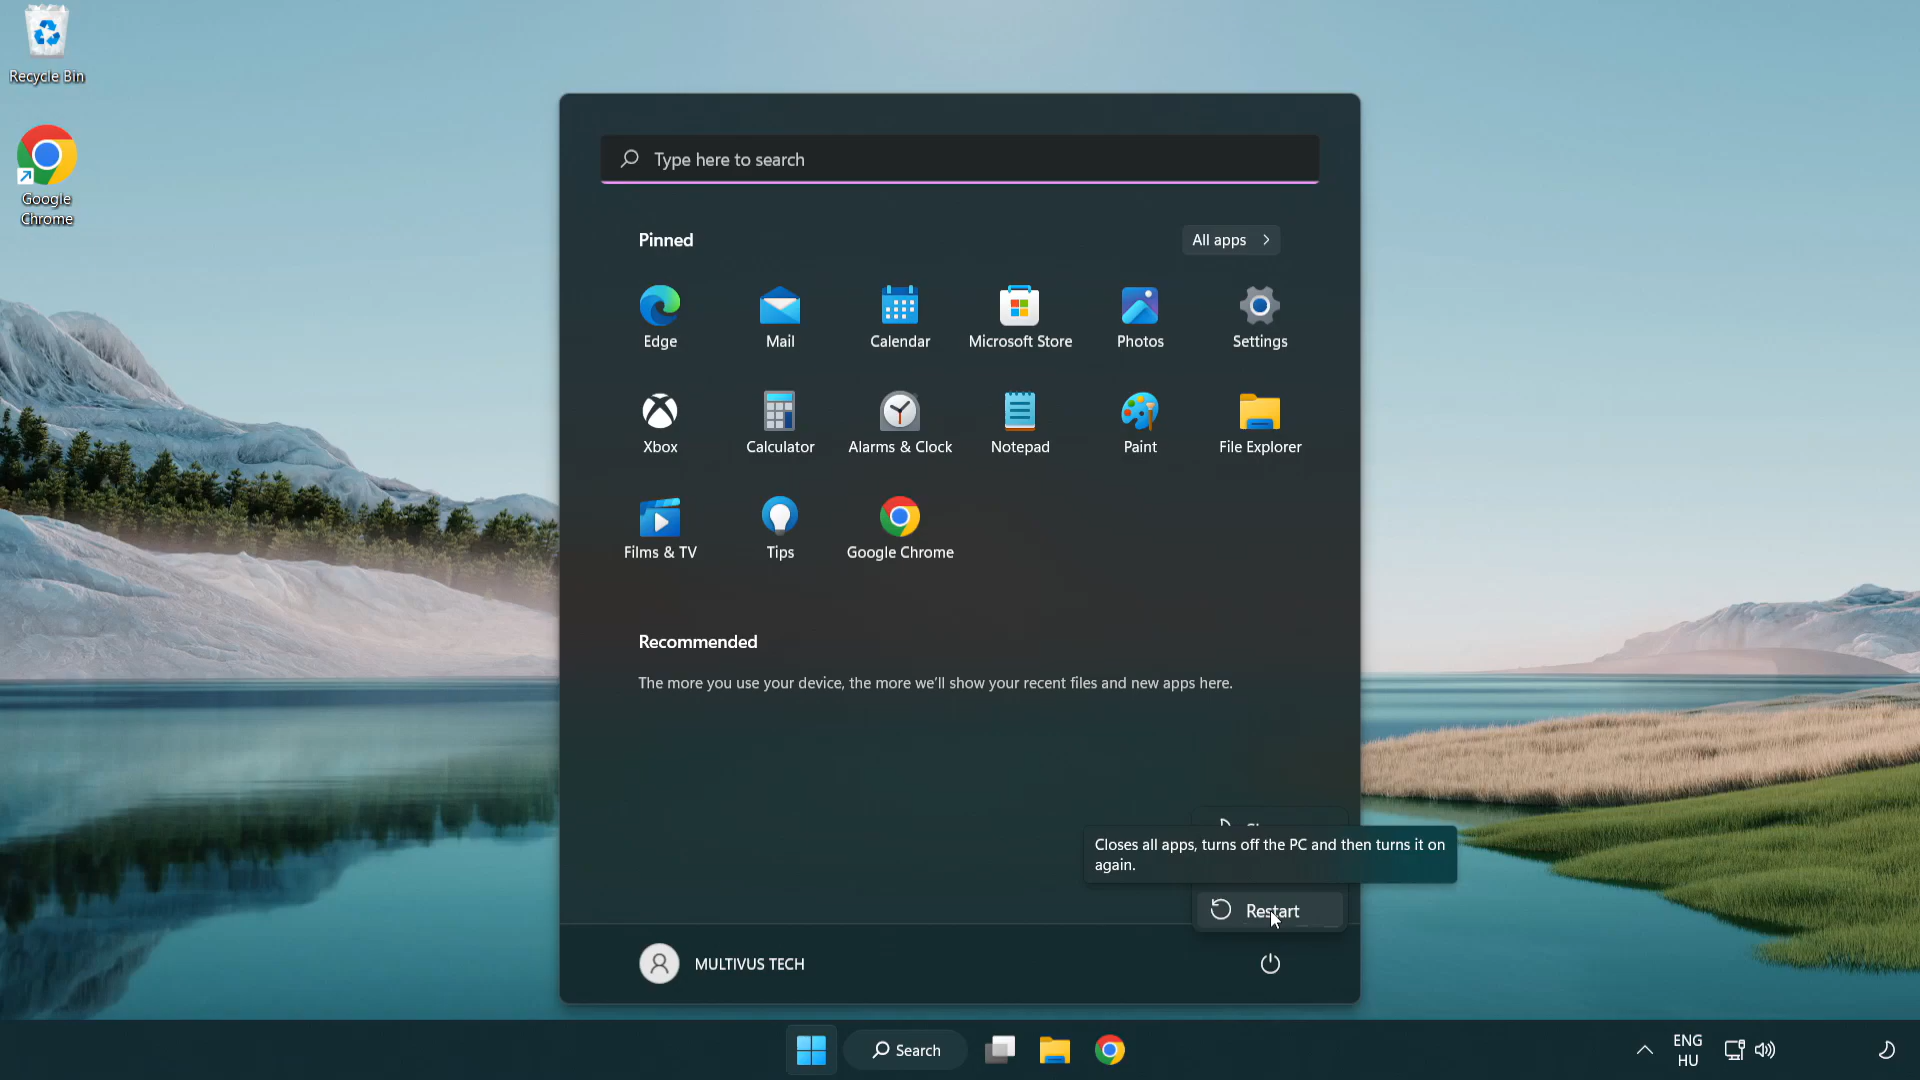 Recycle Bin
Google
Chrome
Type here to search
Pinned
All apps
Edge
Mail
Calendar
Microsoft Store
Photos
Settings
Xbox
Calculator
Alarms & Clock
Notepad
Paint
File Explorer
Films & TV
Tips
Google Chrome
Recommended
The more you use your device, the more we'll show your recent files and new apps here.
Closes all apps, turns off the PC and then turns it on
again.
Restart
MULTIVUS TECH
Search
ENG
HU